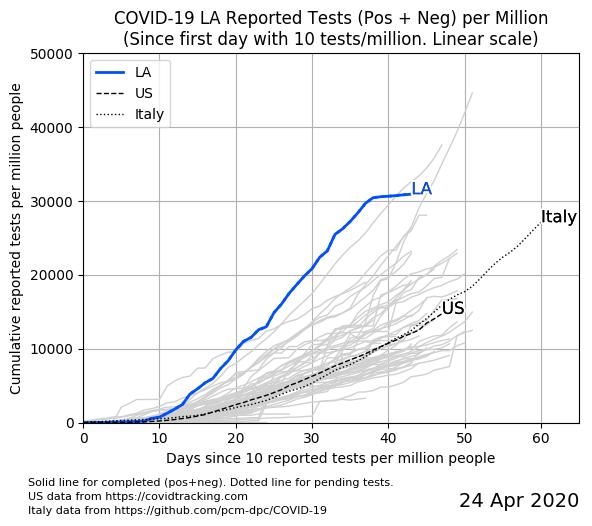 COVID-19 LA Reported Tests (Pos + Neg) per Million
(Since first day with 10 tests/million. Linear scale)
Cumulative reported tests per million people
50000
40000
30000
20000
10000
0
LA
US
Italy
LA
Italy
US
0 10 20 30 40 50 60
Days since 10 reported tests per million people
Solid line for completed (pos+neg). Dotted line for pending tests.
US data from https://covidtracking.com
Italy data from https://github.com/pcm-dpc/COVID-19
24 Apr 2020